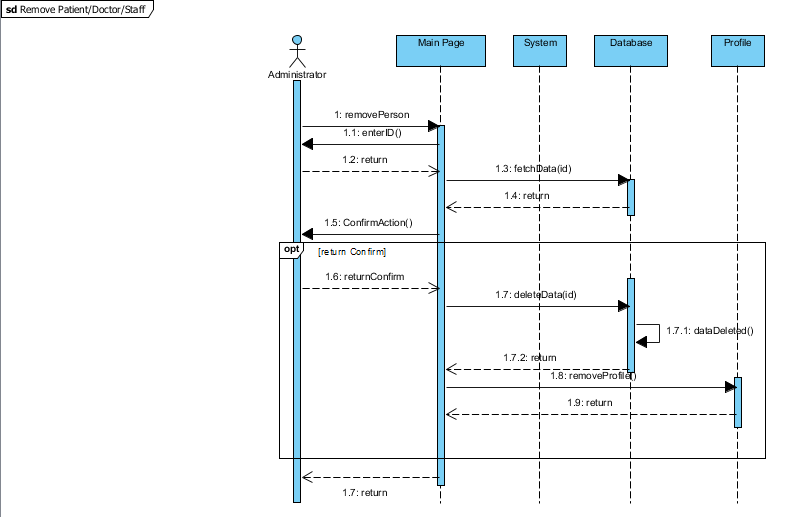 sd Remove Patient/Doctor/Staff
Main Page
System
Database
Profile
Administrator
1: removePerson
1.1: enterID()
1.2: return
1.3: fetchData(id)
1.4: return
1.5: ConfirmAction()
opt
[return Confirm]
1.6: returnConfirm
1.7: deleteData(id)
1.7.1: dataDeleted()
1.7.2: return
1.8: removeProfile()
1.9: return
1.7: return